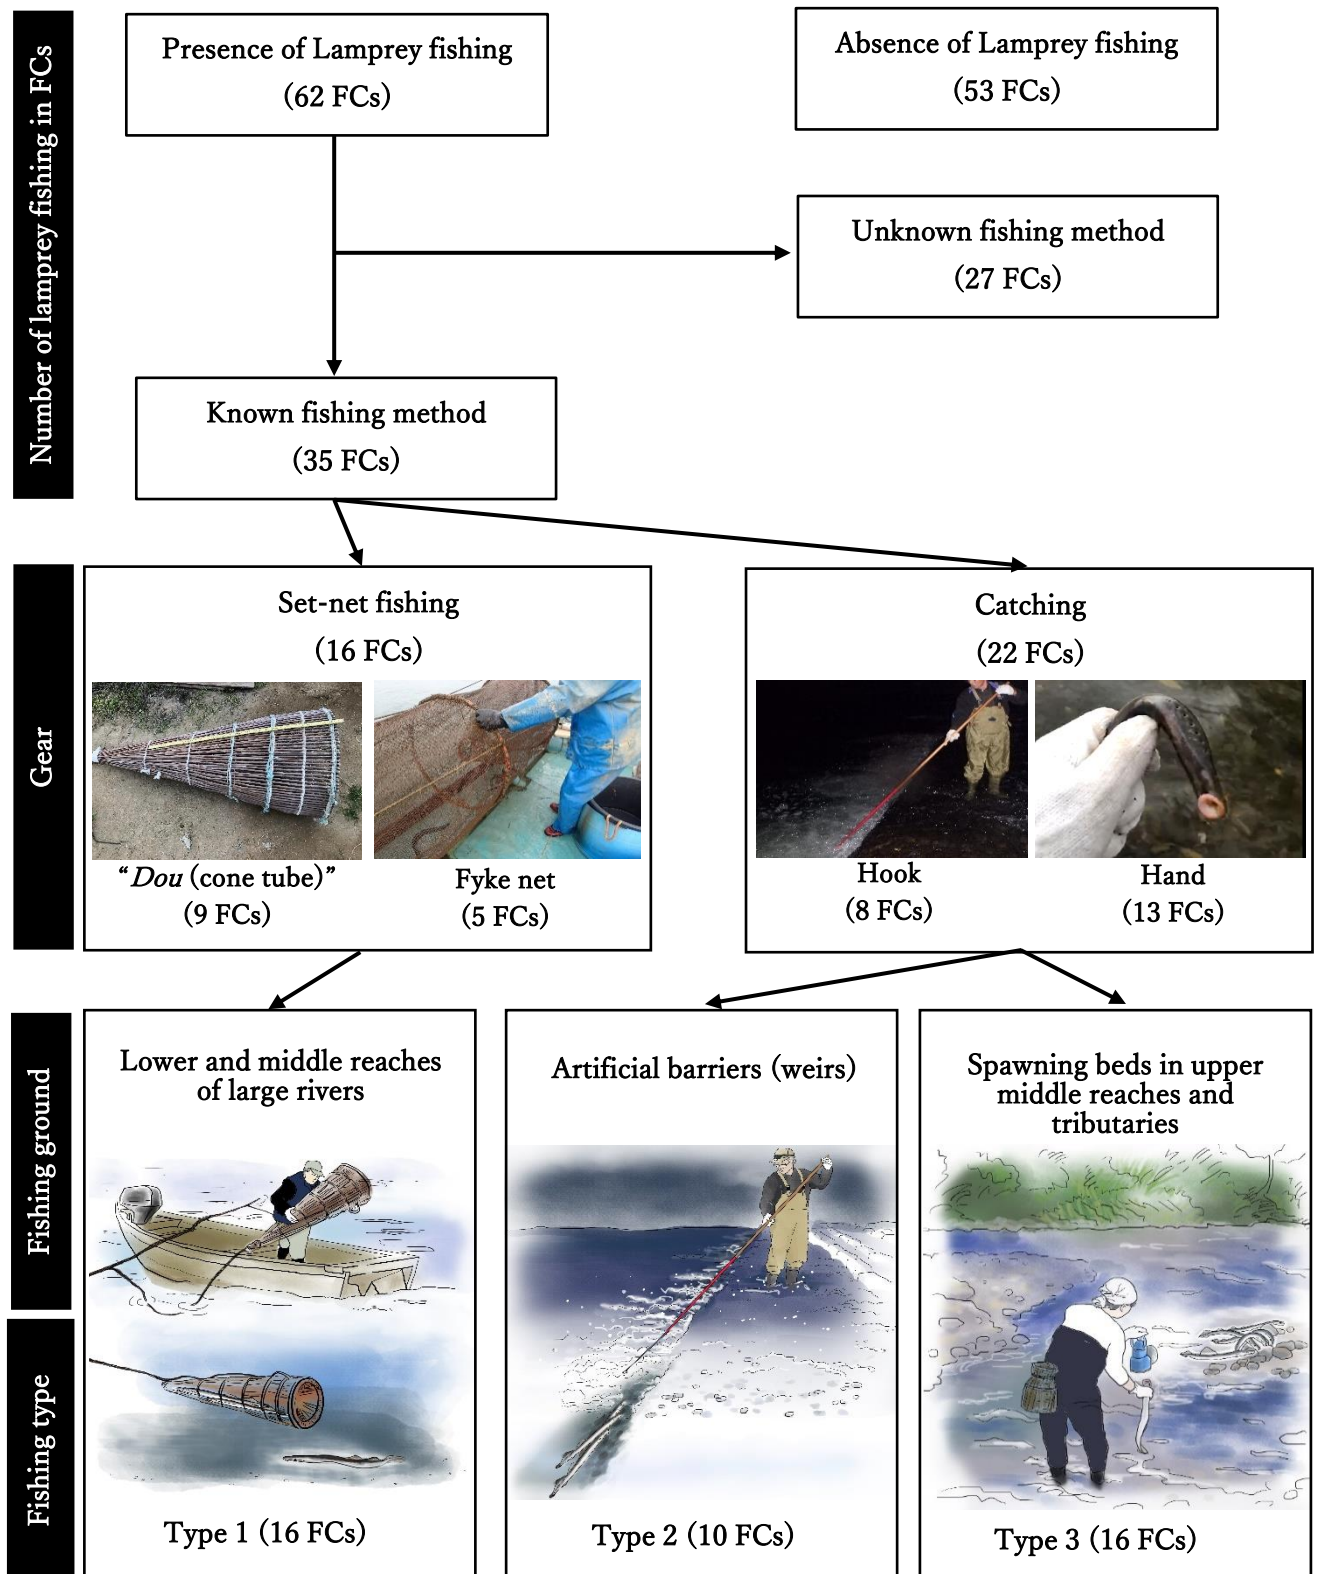 Number of lamprey fishing in FCs
Presence of Lamprey fishing
(62 FCs)
Absence of Lamprey fishing
(53 FCs)
Unknown fishing method
(27 FCs)
Known fishing method
(35 FCs)
Gear
Set-net fishing
(16 FCs)
“Dou (cone tube)”
(9 FCs)
Fyke net
(5 FCs)
Catching
(22 FCs)
Hook
(8 FCs)
Hand
(13 FCs)
Fishing ground
Lower and middle reaches
of large rivers
Artificial barriers (weirs)
Spawning beds in upper
middle reaches and
tributaries
Fishing type
Type 1 (16 FCs)
Type 2 (10 FCs)
Type 3 (16 FCs)